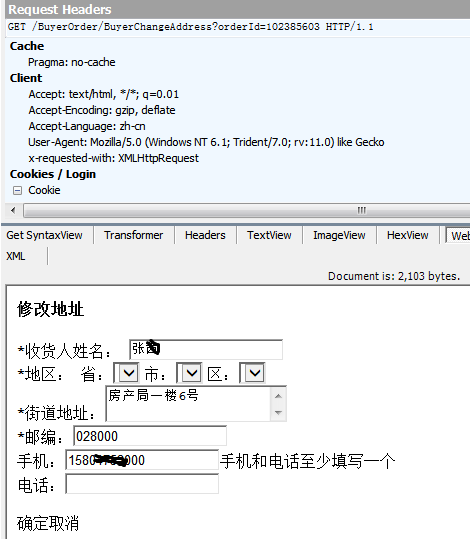 Request Headers
GET /BuyerOrder/BuyerChangeAddress?orderId=102385603 HTTP/1.1
Cache
Pragma: no-cache
Client
Accept: text/html, */*; q=0.01
Accept-Encoding: gzip, deflate
Accept-Language: zh-cn
User-Agent: Mozilla/5.0 (Windows NT 6.1; Trident/7.0; rv:11.0) like Gecko
x-requested-with: XMLHttpRequest
Cookies / Login
Cookie
Get SyntaxView Transformer Headers TextView ImageView HexView Web
XML
Document is: 2,103 bytes.
修改地址
*收货人姓名： 张
*地区： 省： 市： 区：
*街道地址： 房产局一楼6号
*邮编： 028000
手机： 手机和电话至少填写一个
电话：
确定取消